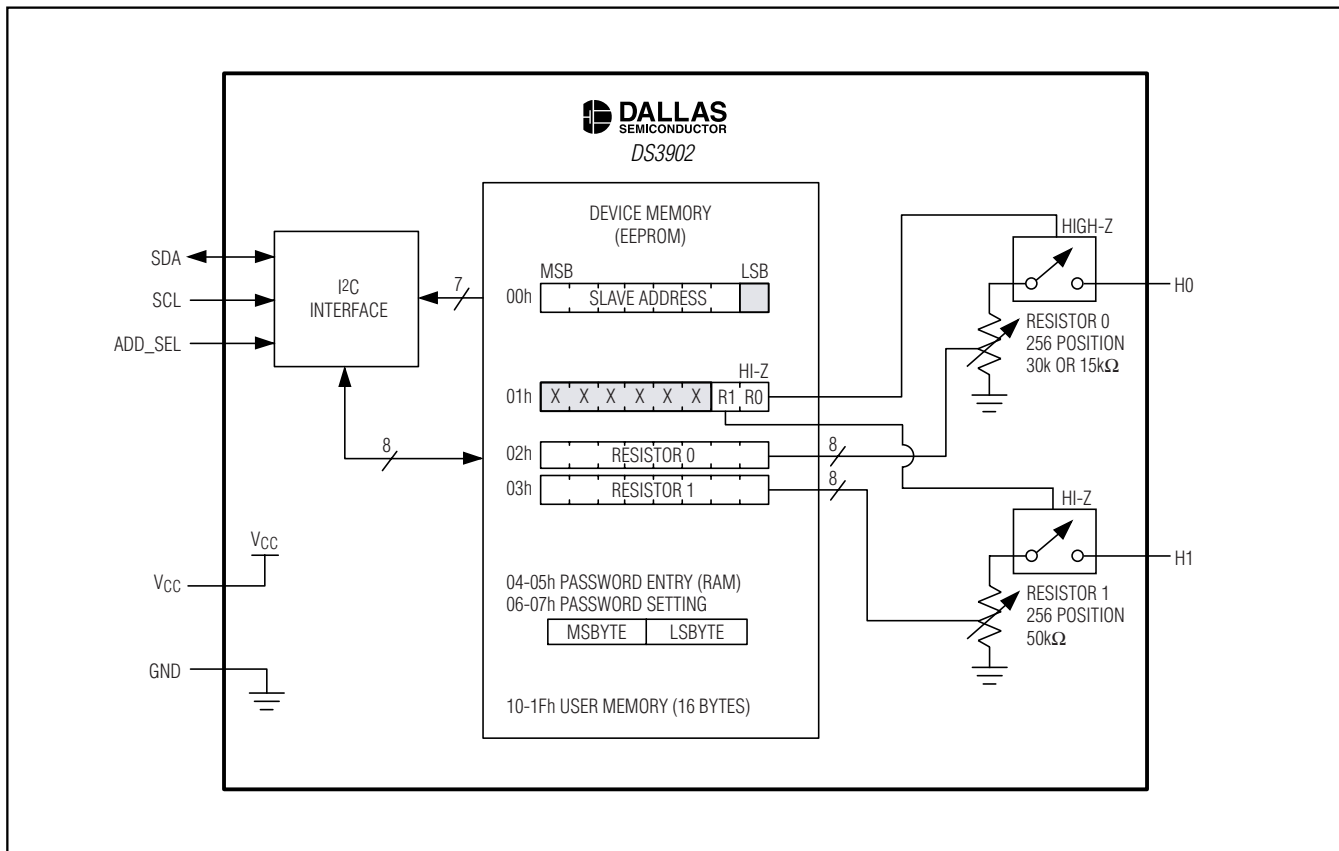 DALLAS
SEMICONDUCTOR
DS3902
SDA
SCL
ADD_SEL
I²C
INTERFACE
7
8
VCC
VCC
GND
DEVICE MEMORY
(EEPROM)
MSB LSB
00h SLAVE ADDRESS
HI-Z
01h X X X X X X R1 R0
02h RESISTOR 0
8
03h RESISTOR 1
8
04-05h PASSWORD ENTRY (RAM)
06-07h PASSWORD SETTING
MSBYTE LSBYTE
10-1Fh USER MEMORY (16 BYTES)
HIGH-Z
H0
RESISTOR 0
256 POSITION
30k OR 15kΩ
HI-Z
H1
RESISTOR 1
256 POSITION
50kΩ